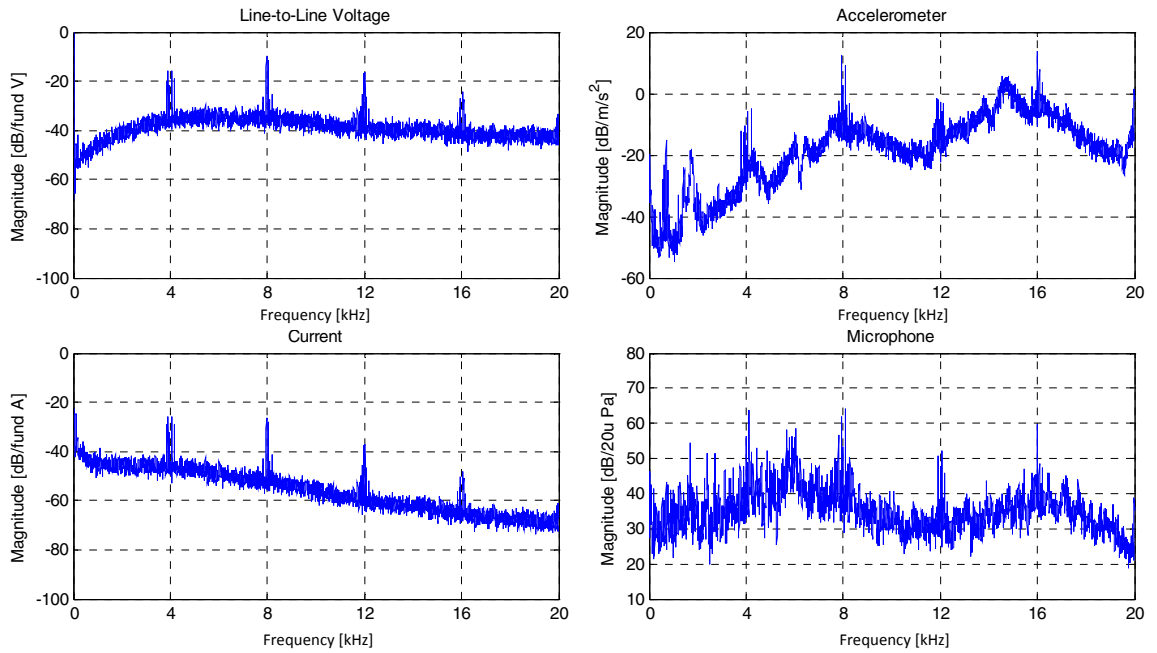 Line-to-Line Voltage
Magnitude [dB/fund V]
0
-20
-40
-60
-80
-100
0 4 8 12 16 20
Frequency [kHz]
Accelerometer
Magnitude [dB/m/s²]
20
0
-20
-40
-60
0 4 8 12 16 20
Frequency [kHz]
Current
Magnitude [dB/fund A]
0
-20
-40
-60
-80
-100
0 4 8 12 16 20
Frequency [kHz]
Microphone
Magnitude [dB/20u Pa]
80
70
60
50
40
30
20
10
0 4 8 12 16 20
Frequency [kHz]